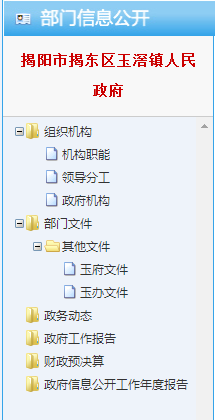 部门信息公开
揭阳市揭东区玉滘镇人民
政府
组织机构
机构职能
领导分工
政府机构
部门文件
其他文件
玉府文件
玉办文件
政务动态
政府工作报告
财政预决算
政府信息公开工作年度报告